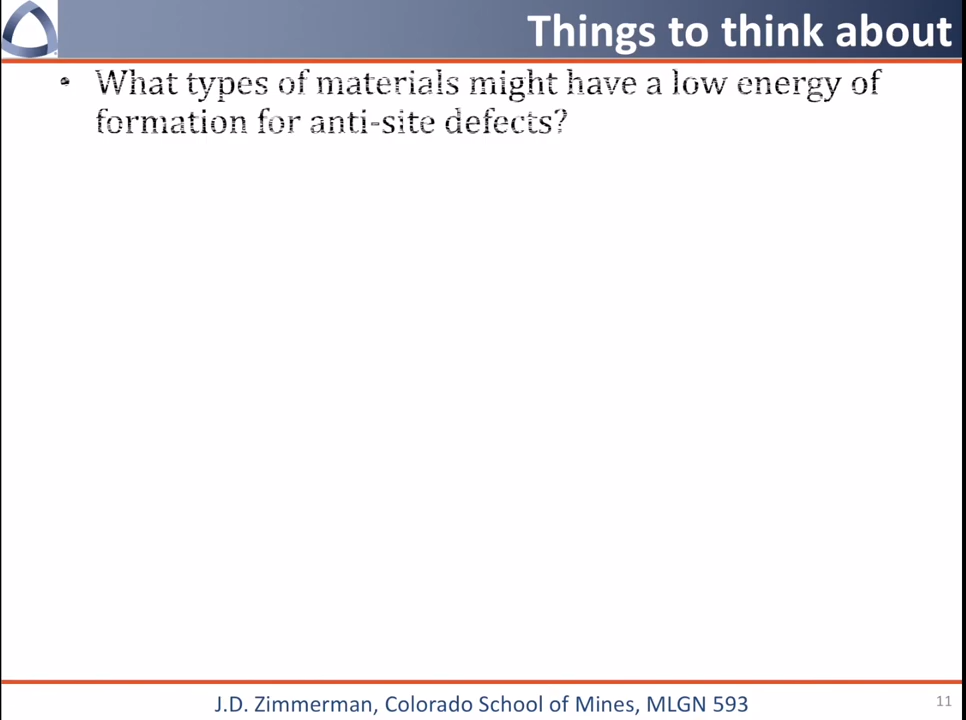 Things to think about
• What types of materials might have a low energy of
formation for anti-site defects?
J.D. Zimmerman, Colorado School of Mines, MLGN 593
11